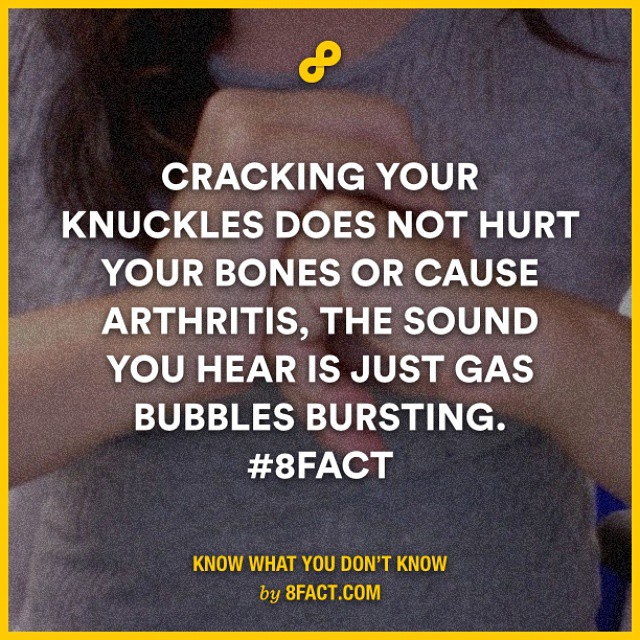 CRACKING YOUR
KNUCKLES DOES NOT HURT
YOUR BONES OR CAUSE
ARTHRITIS, THE SOUND
YOU HEAR IS JUST GAS
BUBBLES BURSTING.
#8FACT
KNOW WHAT YOU DON'T KNOW
by 8FACT.COM